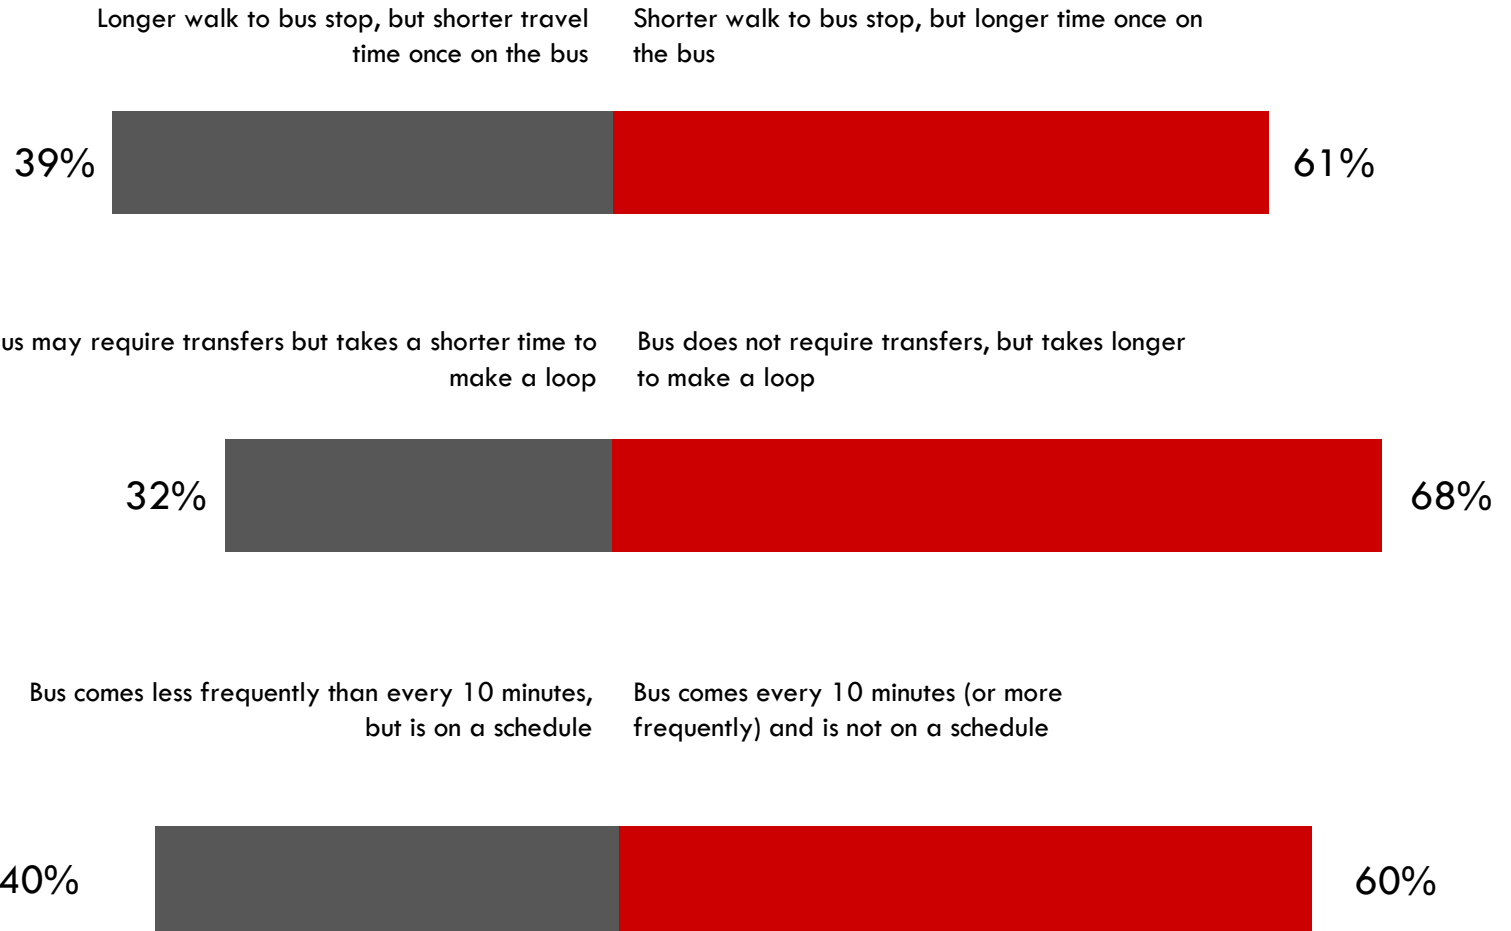 Longer walk to bus stop, but shorter travel
time once on the bus
Shorter walk to bus stop, but longer time once on
the bus
39%
61%
us may require transfers but takes a shorter time to
make a loop
Bus does not require transfers, but takes longer
to make a loop
32%
68%
Bus comes less frequently than every 10 minutes,
but is on a schedule
Bus comes every 10 minutes (or more
frequently) and is not on a schedule
40%
60%